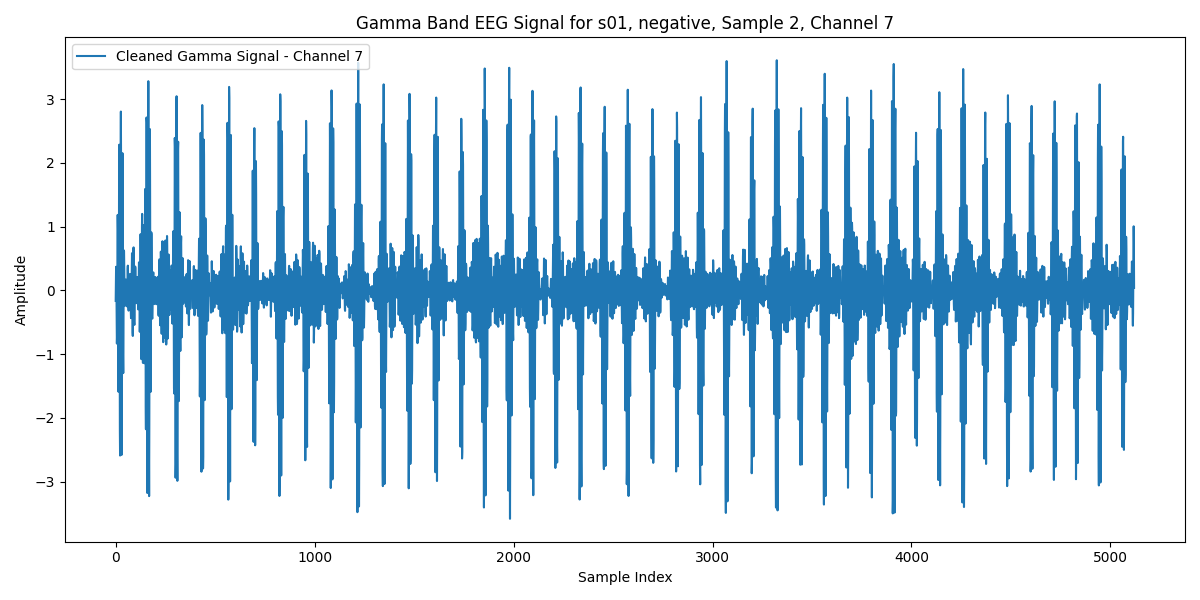 Gamma Band EEG Signal for s01, negative, Sample 2, Channel 7
Cleaned Gamma Signal - Channel 7
Amplitude
3
2
1
0
−1
−2
−3
0 1000 2000 3000 4000 5000
Sample Index